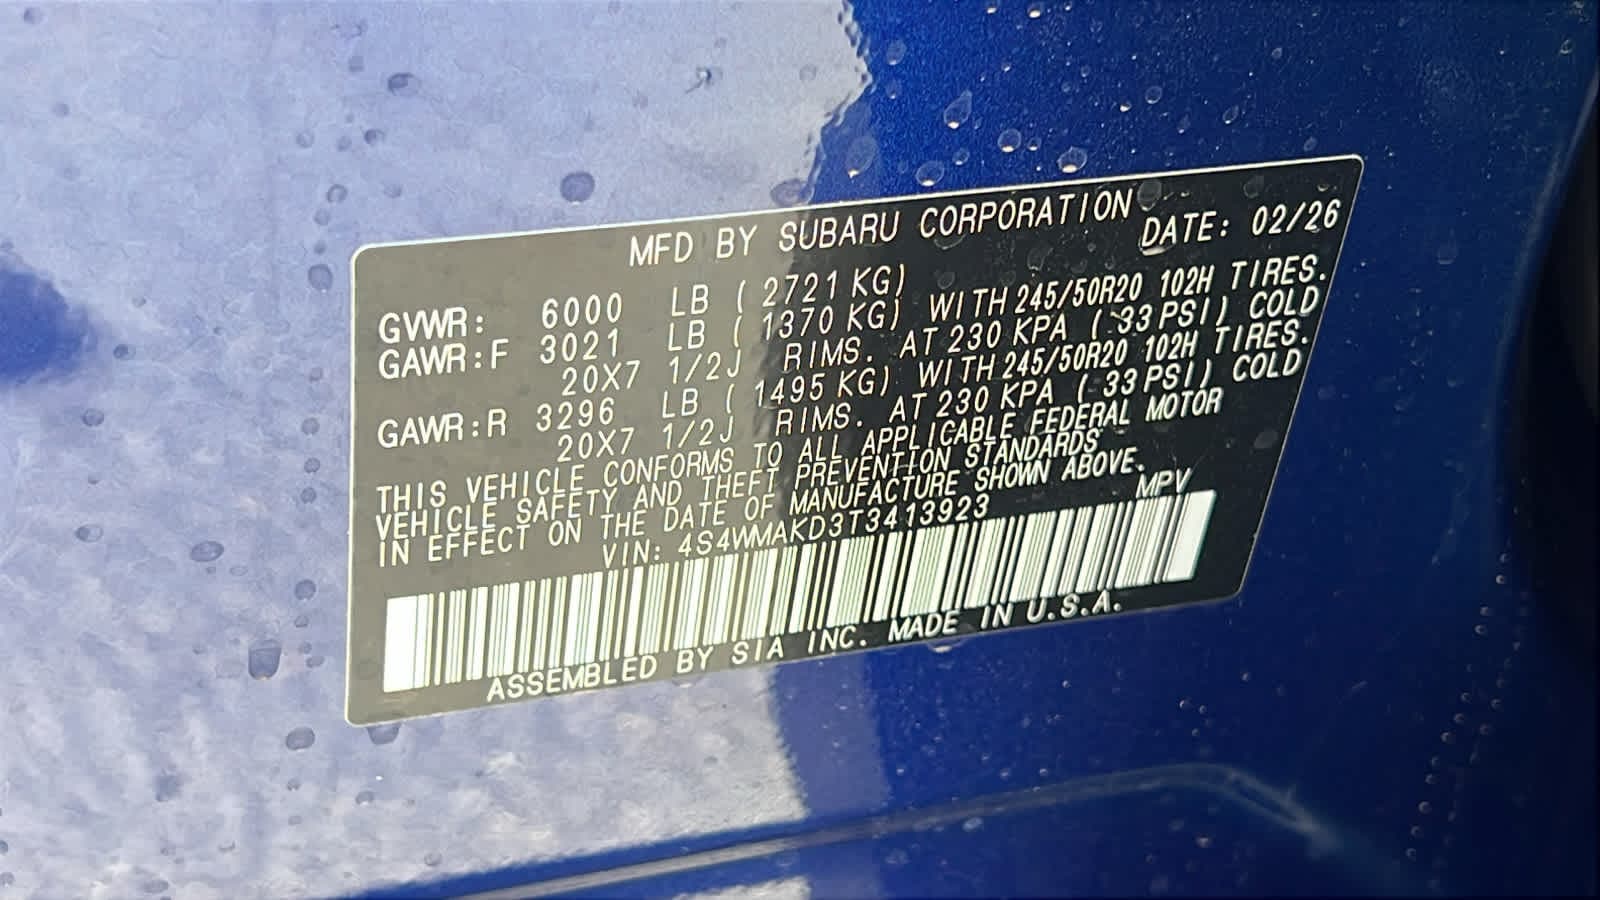 MFD BY SUBARU CORPORATION
DATE: 02/26
GVWR: 6000 LB ( 2721 KG)
GAWR:F 3021 LB ( 1370 KG) WITH 245/50R20 102H TIRES.
20X7 1/2J RIMS. AT 230 KPA ( 33 PSI) COLD
GAWR:R 3296 LB ( 1495 KG) WITH 245/50R20 102H TIRES.
20X7 1/2J RIMS. AT 230 KPA ( 33 PSI) COLD
THIS VEHICLE CONFORMS TO ALL APPLICABLE FEDERAL MOTOR
VEHICLE SAFETY AND THEFT PREVENTION STANDARDS
IN EFFECT ON THE DATE OF MANUFACTURE SHOWN ABOVE.
VIN: 4S4WMAKD3T3413923 MPV
ASSEMBLED BY SIA INC. MADE IN U.S.A.